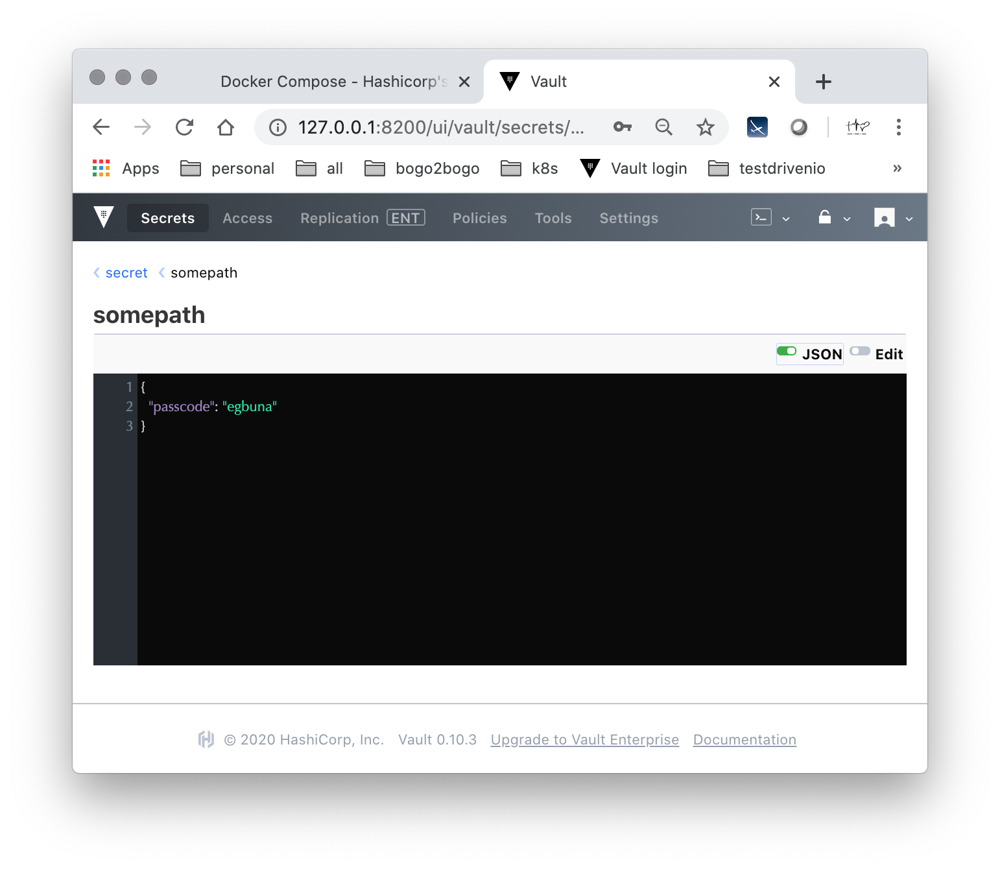 Docker Compose - Hashicorp's
Vault
127.0.0.1:8200/ui/vault/secrets/...
Apps personal all bogo2bogo k8s Vault login testdrivenio »
Secrets Access Replication ENT Policies Tools Settings
secret somepath
somepath
JSON Edit
1 {
2 "passcode": "egbuna"
3 }
© 2020 HashiCorp, Inc. Vault 0.10.3 Upgrade to Vault Enterprise Documentation